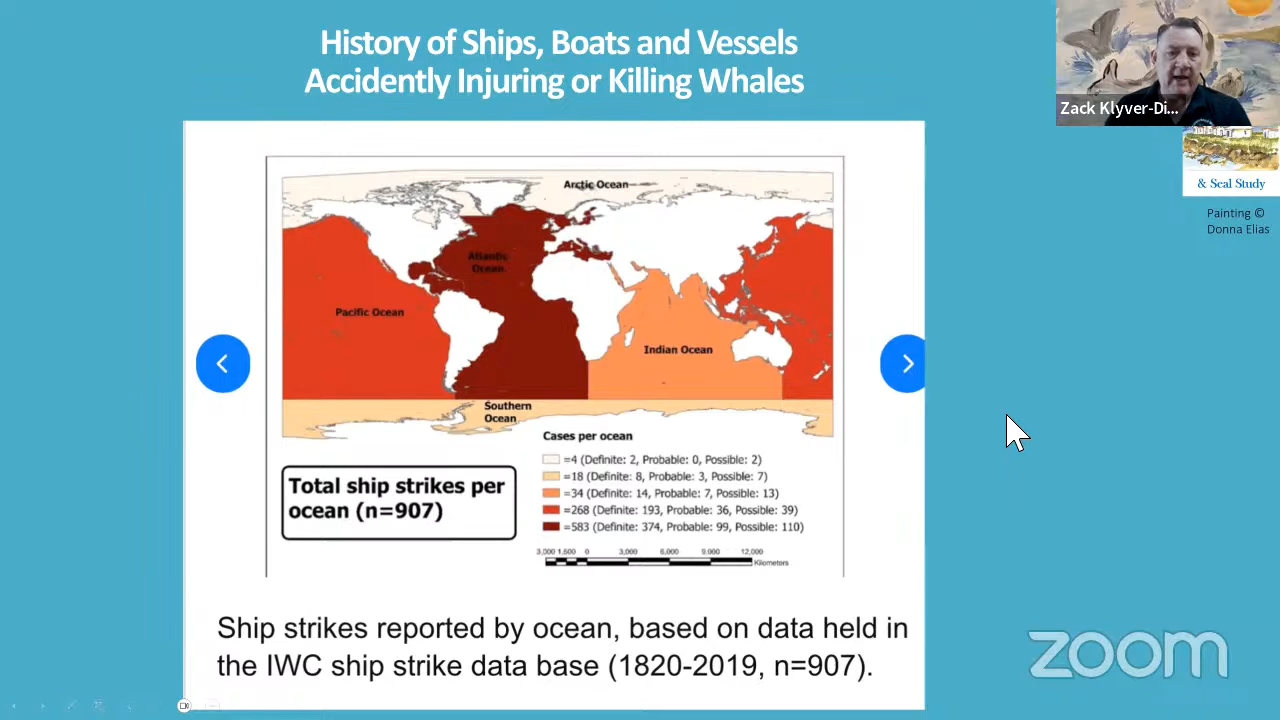 History of Ships, Boats and Vessels
Accidently Injuring or Killing Whales
Zack Klyver-Di...
& Seal Study
Painting ©
Donna Elias
Arctic Ocean
Atlantic
Ocean
Pacific Ocean
Indian Ocean
Southern
Ocean
Cases per ocean
=4 (Definite: 2, Probable: 0, Possible: 2)
=18 (Definite: 8, Probable: 3, Possible: 7)
=34 (Definite: 14, Probable: 7, Possible: 13)
=268 (Definite: 193, Probable: 36, Possible: 39)
=583 (Definite: 374, Probable: 99, Possible: 110)
Total ship strikes per
ocean (n=907)
3,000 1,500 0 3,000 6,000 9,000 12,000
Kilometers
Ship strikes reported by ocean, based on data held in
the IWC ship strike data base (1820-2019, n=907).
zoom